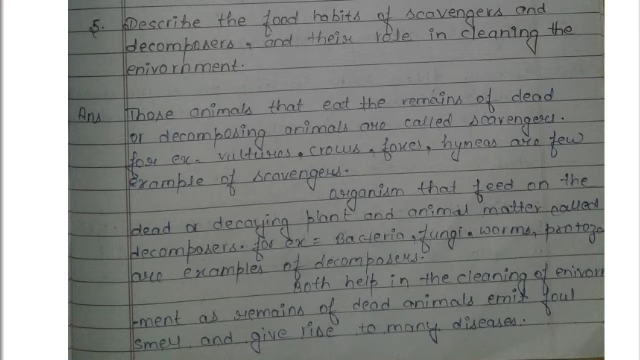 5. Describe the food habits of scavengers and
decomposers, and their role in cleaning the
enivornment.
Ans Those animals that eat the remains of dead
or decomposing animals are called scavengers.
for ex- vultures, crows, foxes, hyneas are few
example of scavengers.
organism that feed on the
dead or decaying plant and animal matter called
decomposers. for ex = Bacteria, fungi, worms, protozo
are examples of decomposers.
Both help in the cleaning of enivorn
-ment as remains of dead animals emit foul
smell and give rise to many diseases.